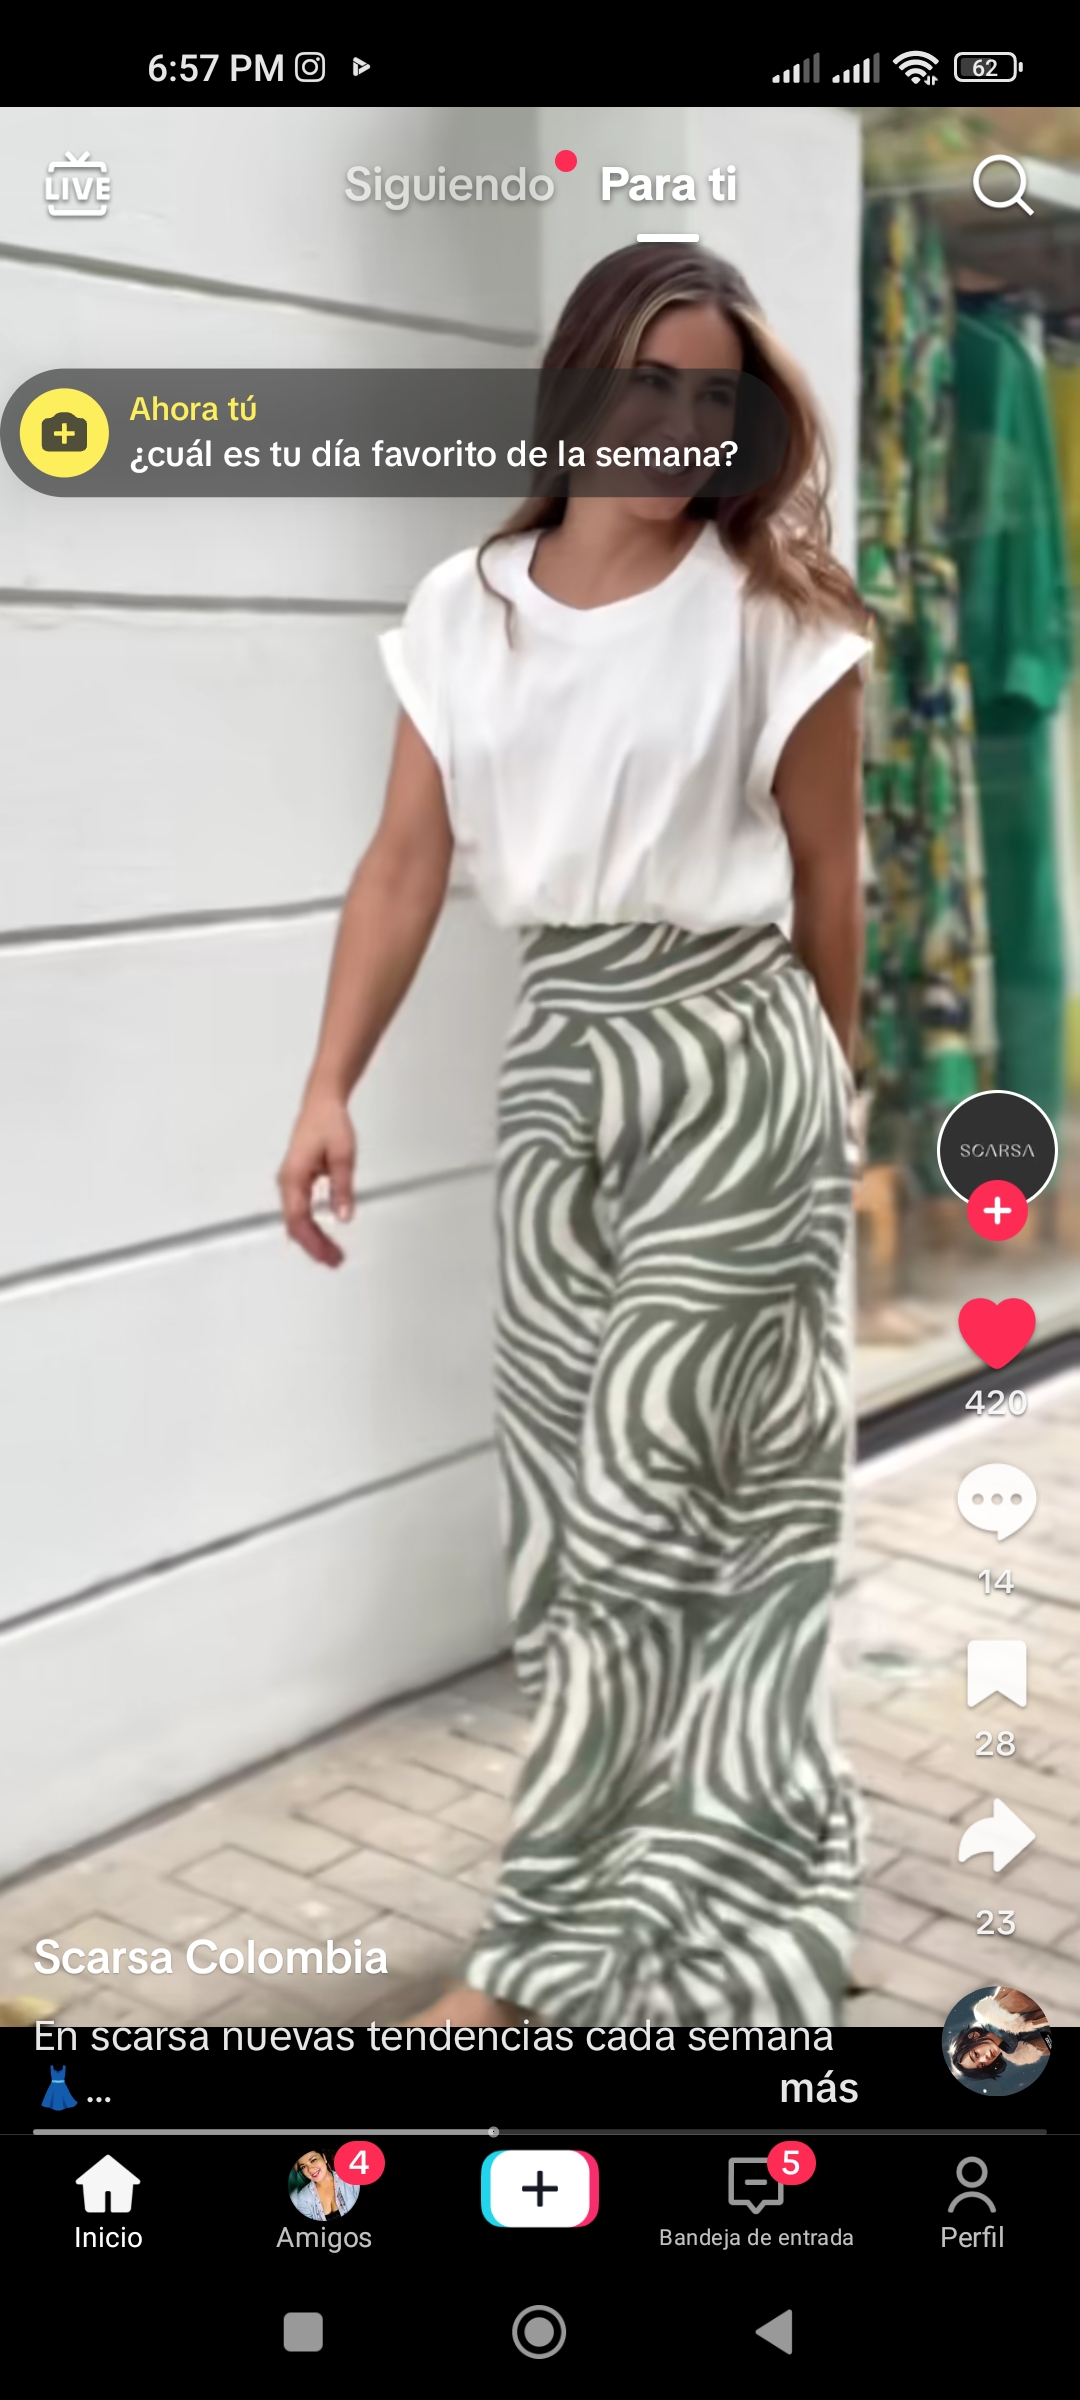 6:57 PM
62
LIVE
Siguiendo
Para ti
Ahora tú
¿cuál es tu día favorito de la semana?
SCARSA
420
14
28
23
Scarsa Colombia
En scarsa nuevas tendencias cada semana
👗...
más
4
5
Inicio
Amigos
Bandeja de entrada
Perfil